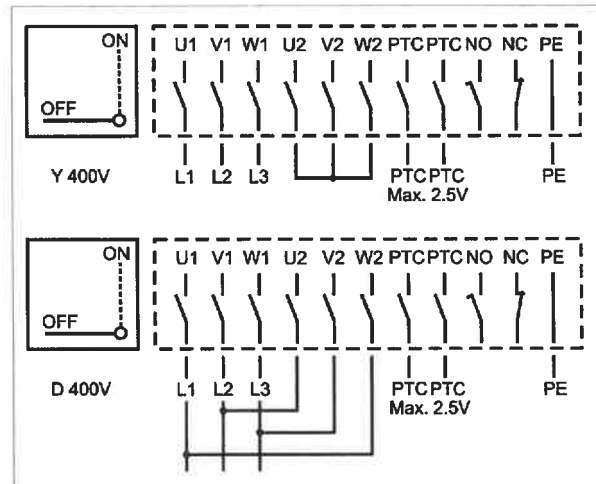 ON
OFF
U1 V1 W1 U2 V2 W2 PTC PTC NO NC PE
Y 400V
L1 L2 L3 PTC PTC PE
Max. 2.5V
ON
OFF
U1 V1 W1 U2 V2 W2 PTC PTC NO NC PE
D 400V
L1 L2 L3 PTC PTC PE
Max. 2.5V